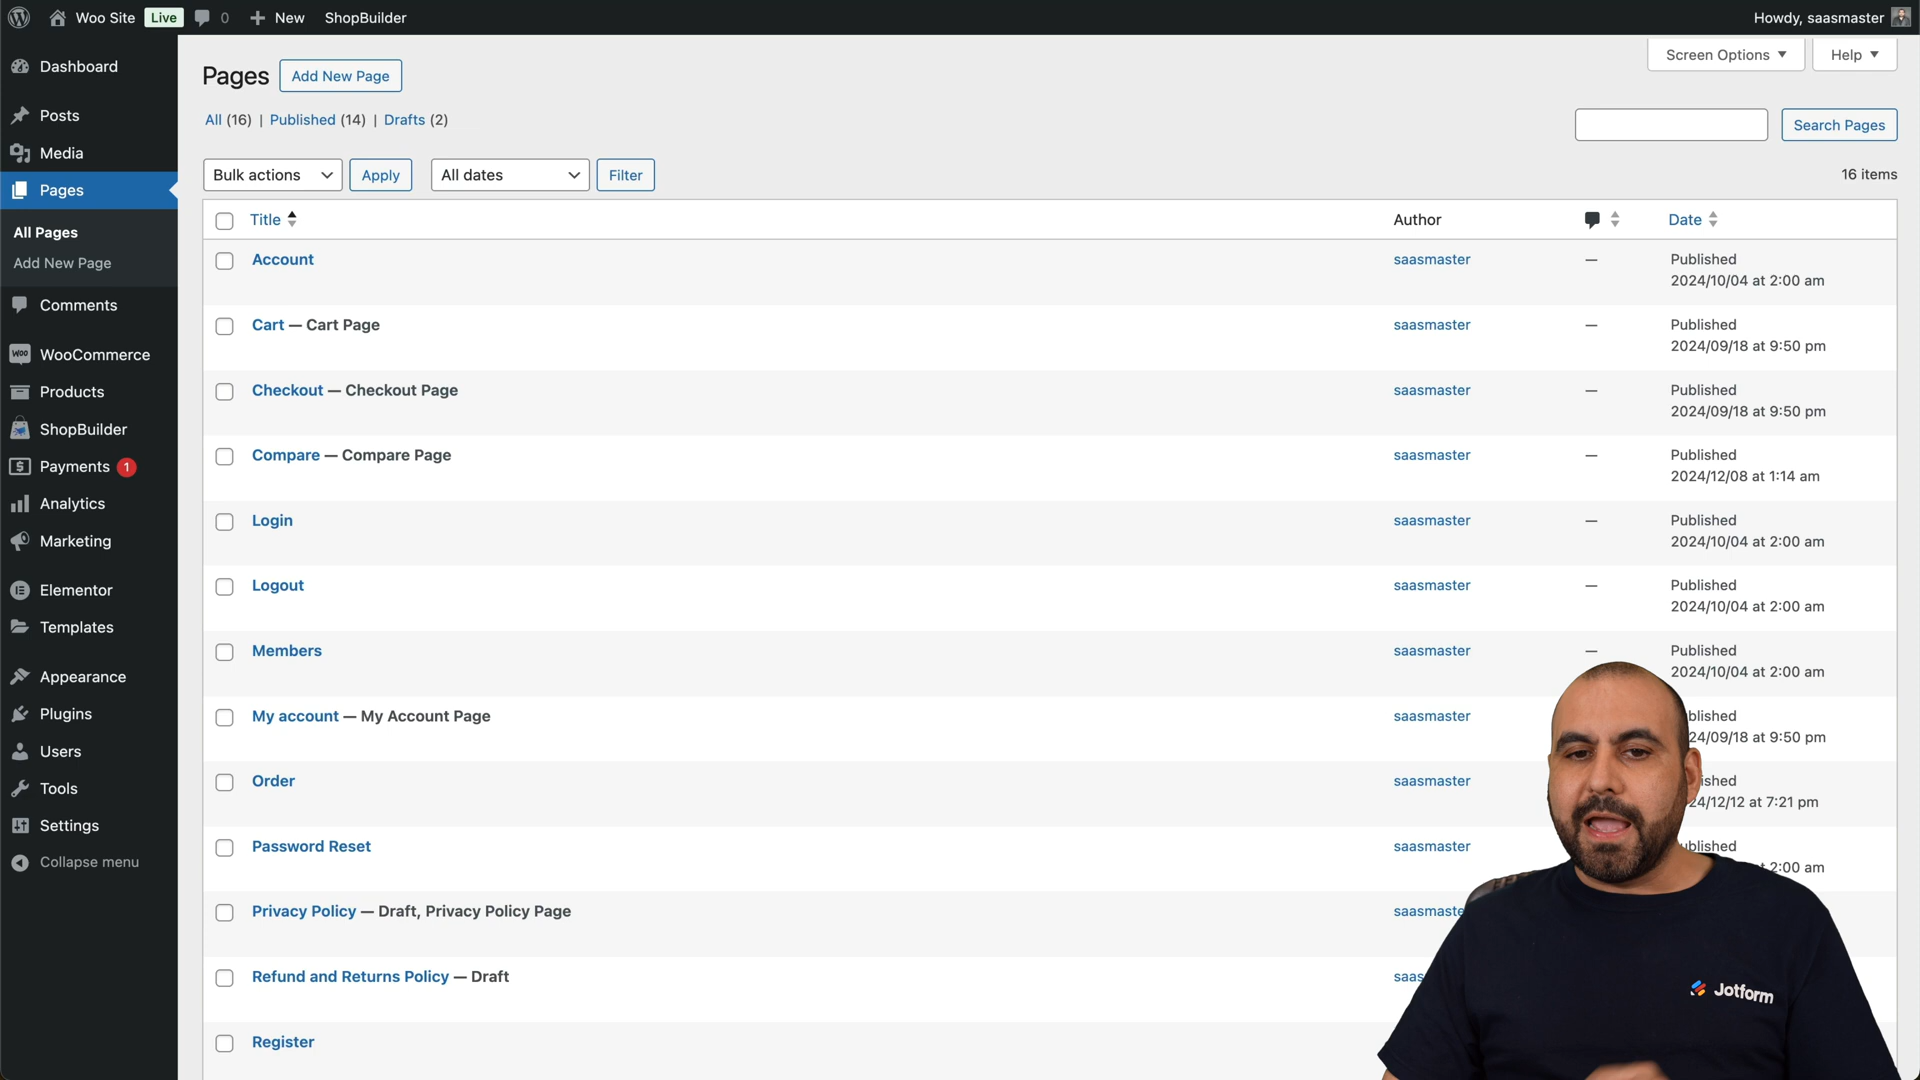 Woo Site Live 0 New ShopBuilder Howdy, saasmaster
Dashboard
Posts
Media
Pages
All Pages
Add New Page
Comments
WooCommerce
Products
ShopBuilder
Payments 1
Analytics
Marketing
Elementor
Templates
Appearance
Plugins
Users
Tools
Settings
Collapse menu
Screen Options Help
Pages Add New Page
All (16) | Published (14) | Drafts (2)
Search Pages
Bulk actions Apply All dates Filter 16 items
Title Author Date
Account saasmaster — Published
2024/10/04 at 2:00 am
Cart — Cart Page saasmaster — Published
2024/09/18 at 9:50 pm
Checkout — Checkout Page saasmaster — Published
2024/09/18 at 9:50 pm
Compare — Compare Page saasmaster — Published
2024/12/08 at 1:14 am
Login saasmaster — Published
2024/10/04 at 2:00 am
Logout saasmaster — Published
2024/10/04 at 2:00 am
Members saasmaster — Published
2024/10/04 at 2:00 am
My account — My Account Page saasmaster blished
24/09/18 at 9:50 pm
Order saasmaster ished
24/12/12 at 7:21 pm
Password Reset saasmaster ublished
2:00 am
Privacy Policy — Draft, Privacy Policy Page saasmaste
Refund and Returns Policy — Draft saas
Register
Jotform